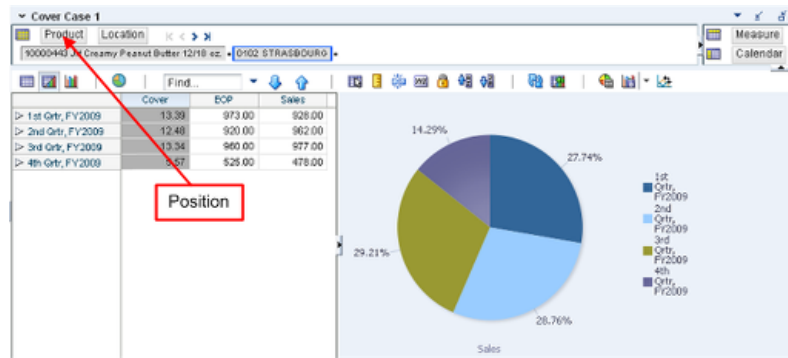 Cover Case 1
Product Location
Measure
10000443 Jif Creamy Peanut Butter 12/18 oz. 0102 STRASBOURG
Calendar
Find...
Cover EOP Sales
1st Qrtr, FY2009 13.39 973.00 928.00
2nd Qrtr, FY2009 12.48 920.00 962.00
3rd Qrtr, FY2009 13.34 960.00 977.00
4th Qrtr, FY2009 525.00 478.00
Position
14.29%
27.74%
29.21%
28.76%
1st
Qrtr,
FY2009
2nd
Qrtr,
FY2009
3rd
Qrtr,
FY2009
4th
Qrtr,
FY2009
Sales